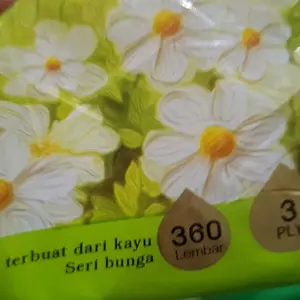 terbuat dari kayu
Seri bunga
360
Lembar
3
PLY